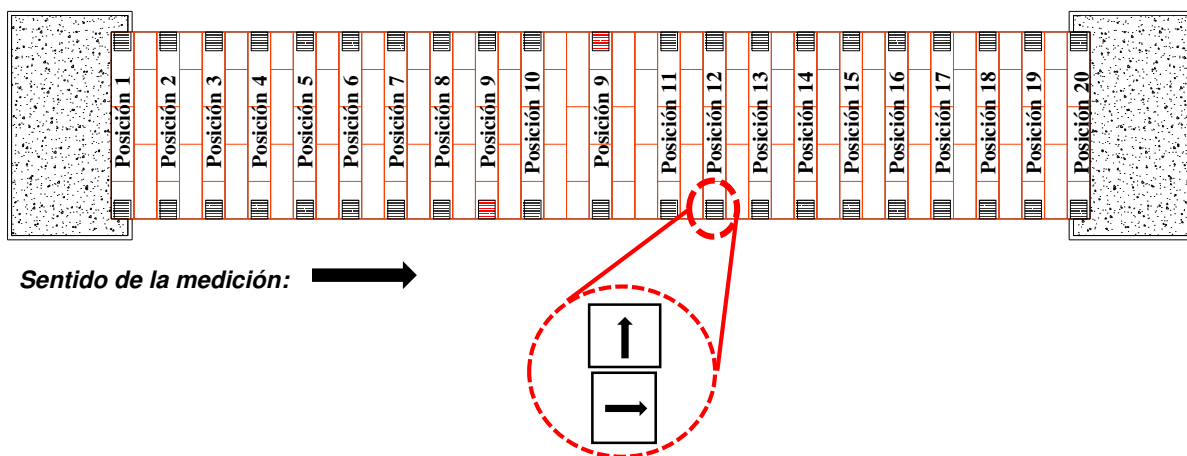 Posición 1
Posición 2
Posición 3
Posición 4
Posición 5
Posición 6
Posición 7
Posición 8
Posición 9
Posición 10
Posición 9
Posición 11
Posición 12
Posición 13
Posición 14
Posición 15
Posición 16
Posición 17
Posición 18
Posición 19
Posición 20
Sentido de la medición: